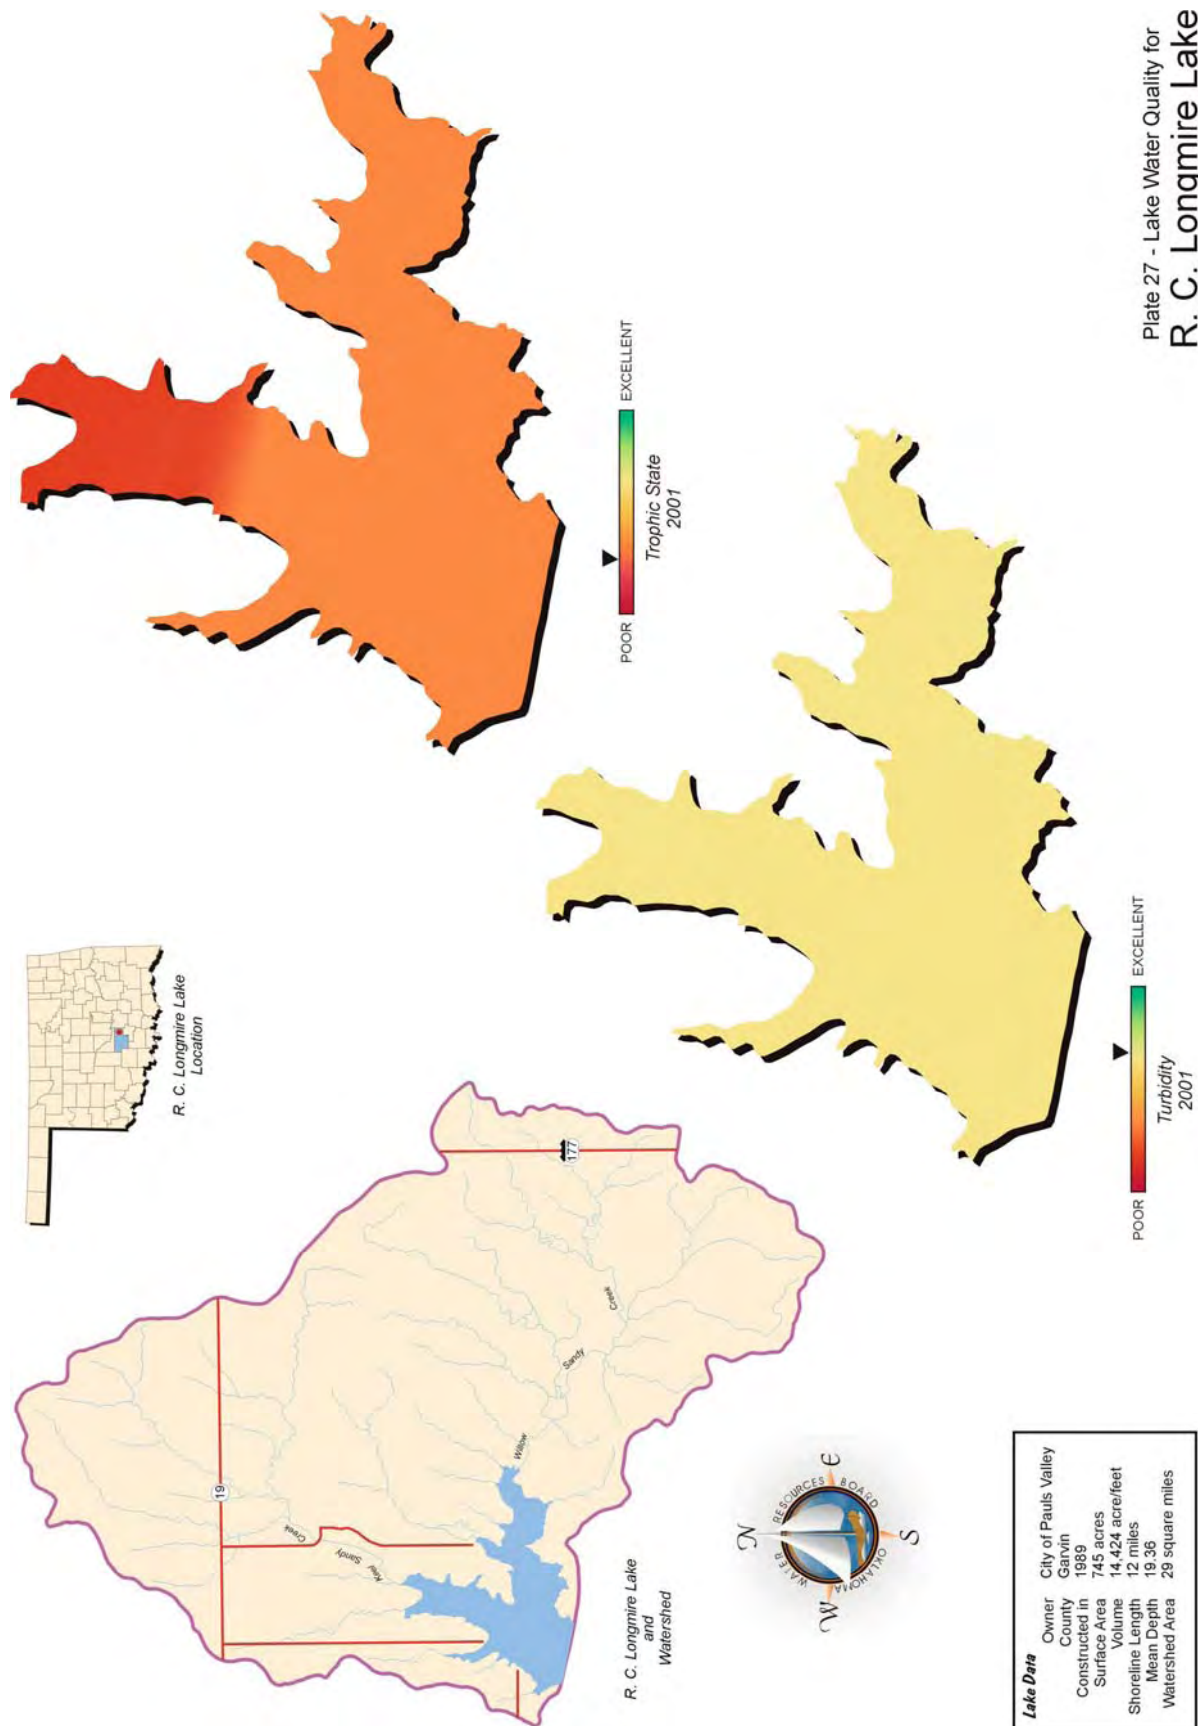 Plate 27 - Lake Water Quality for
R. C. Longmire Lake
R. C. Longmire Lake
Location
POOR
EXCELLENT
Trophic State
2001
19
177
Creek
Keel Sandy
Willow
Sandy
Creek
R. C. Longmire Lake
and
Watershed
POOR
EXCELLENT
Turbidity
2001
N
W
E
S
OKLAHOMA WATER RESOURCES BOARD
Lake Data
Owner City of Pauls Valley
County Garvin
Constructed in 1989
Surface Area 745 acres
Volume 14,424 acre/feet
Shoreline Length 12 miles
Mean Depth 19.36
Watershed Area 29 square miles